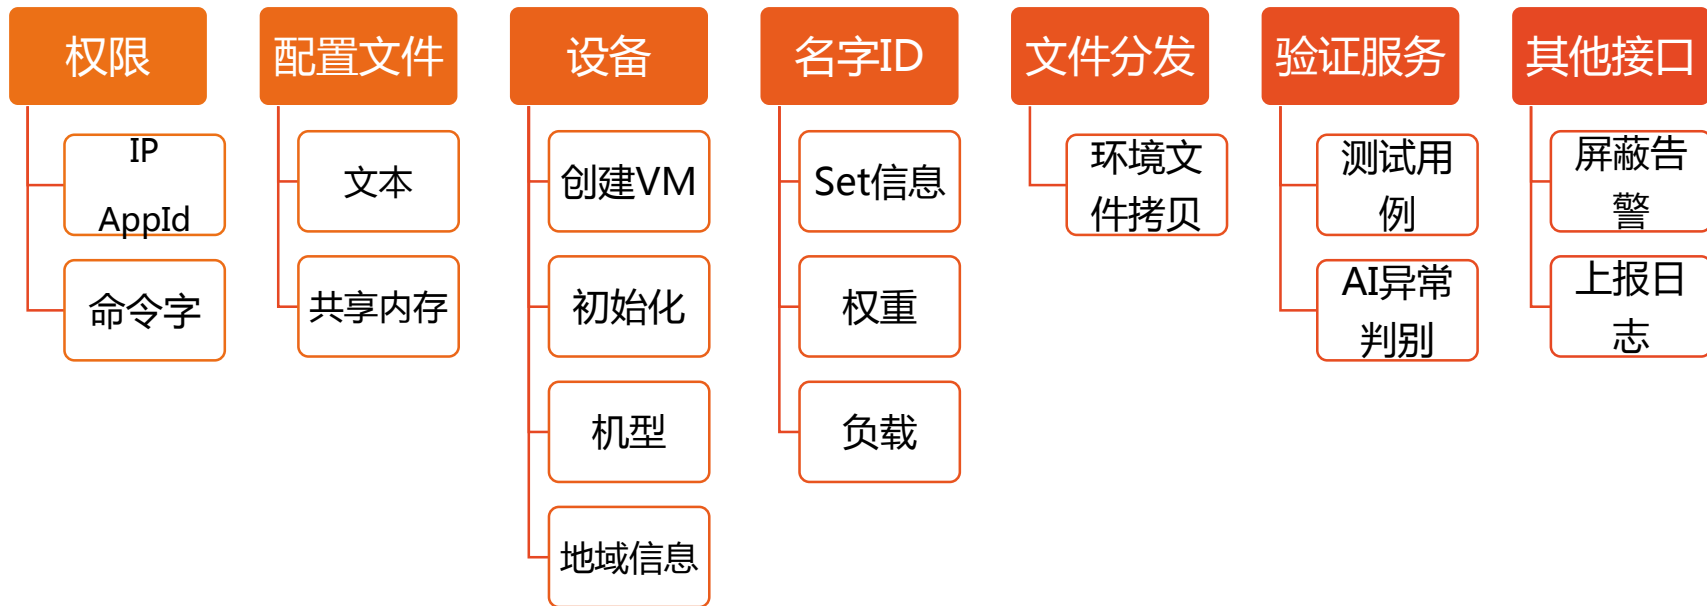 权限
IP
AppId
命令字
配置文件
文本
共享内存
设备
创建VM
初始化
机型
地域信息
名字ID
Set信息
权重
负载
文件分发
环境文
件拷贝
验证服务
测试用
例
AI异常
判别
其他接口
屏蔽告
警
上报日
志